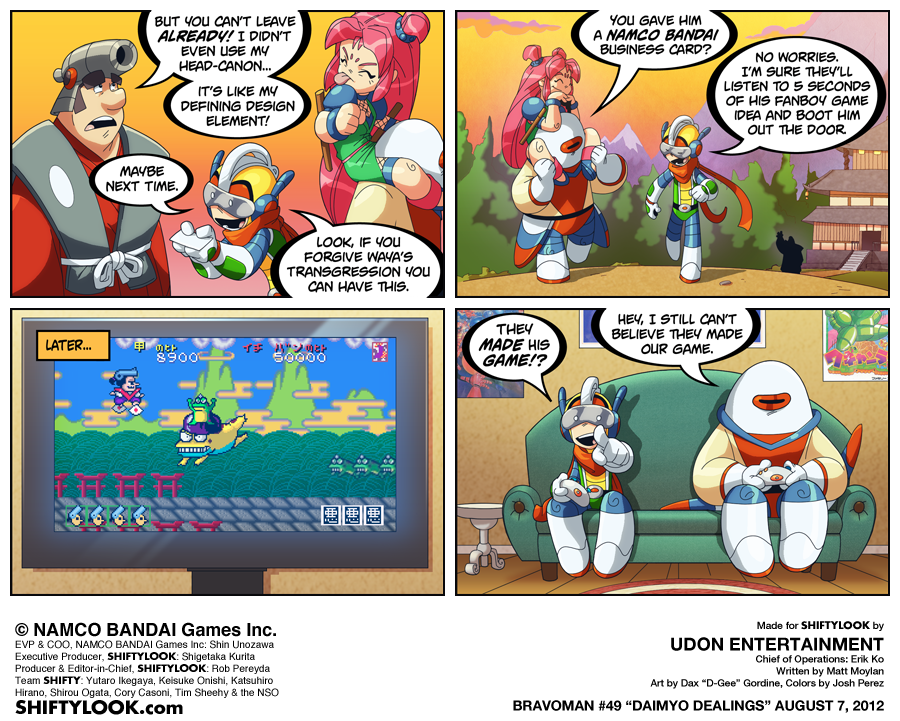 BUT YOU CAN'T LEAVE
ALREADY! I DIDN'T
EVEN USE MY
HEAD-CANON...
IT'S LIKE MY
DEFINING DESIGN
ELEMENT!
MAYBE
NEXT TIME.
LOOK, IF YOU
FORGIVE WAYA'S
TRANSGRESSION YOU
CAN HAVE THIS.
YOU GAVE HIM
A NAMCO BANDAI
BUSINESS CARD?
NO WORRIES.
I'M SURE THEY'LL
LISTEN TO 5 SECONDS
OF HIS FANBOY GAME
IDEA AND BOOT HIM
OUT THE DOOR.
LATER...
8900
50000
THEY
MADE HIS
GAME!?
HEY, I STILL CAN'T
BELIEVE THEY MADE
OUR GAME.
© NAMCO BANDAI Games Inc.
EVP & COO, NAMCO BANDAI Games Inc: Shin Unozawa
Executive Producer, SHIFTYLOOK: Shigetaka Kurita
Producer & Editor-in-Chief, SHIFTYLOOK: Rob Pereyda
Team SHIFTY: Yutaro Ikegaya, Keisuke Onishi, Katsuhiro
Hirano, Shirou Ogata, Cory Casoni, Tim Sheehy & the NSO
SHIFTYLOOK.com
Made for SHIFTYLOOK by
UDON ENTERTAINMENT
Chief of Operations: Erik Ko
Written by Matt Moylan
Art by Dax "D-Gee" Gordine, Colors by Josh Perez
BRAVOMAN #49 "DAIMYO DEALINGS" AUGUST 7, 2012